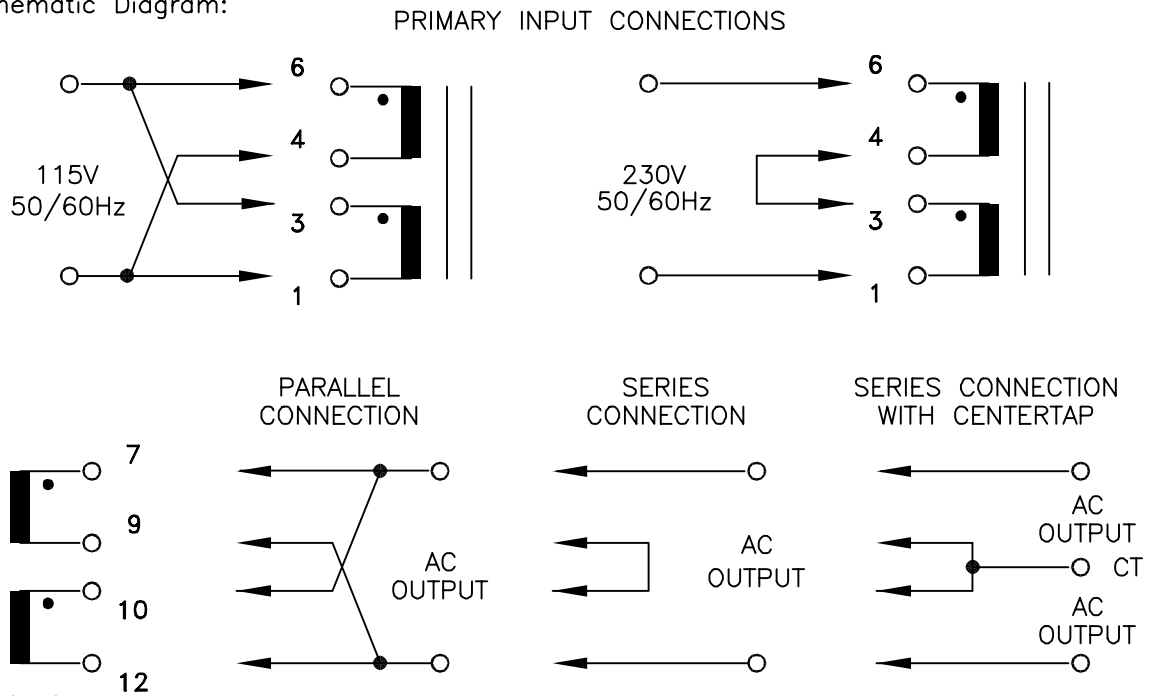 Diagram:
PRIMARY INPUT CONNECTIONS
6
4
3
1
115V
50/60Hz
6
4
3
1
230V
50/60Hz
PARALLEL
CONNECTION
SERIES
CONNECTION
SERIES CONNECTION
WITH CENTERTAP
7
9
10
12
AC
OUTPUT
AC
OUTPUT
AC
OUTPUT
CT
AC
OUTPUT